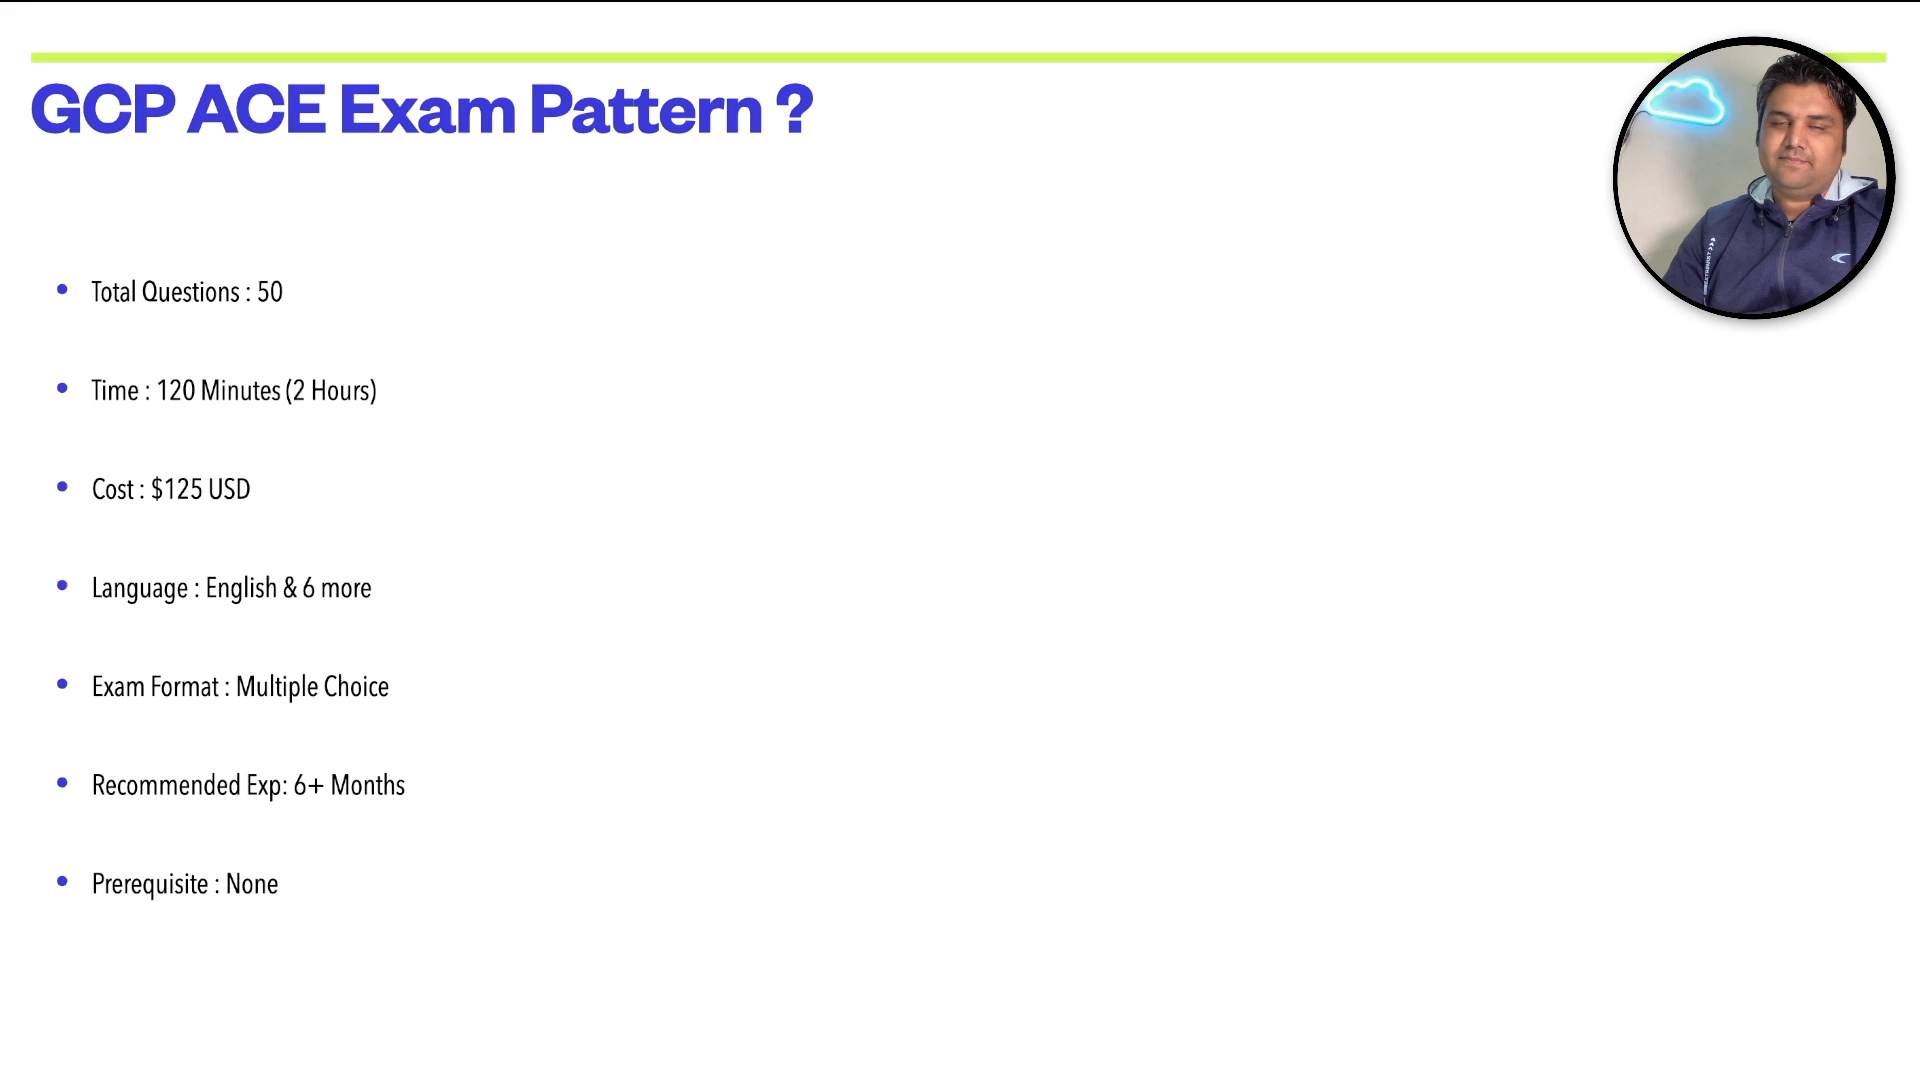 GCP ACE Exam Pattern ?
• Total Questions : 50
• Time : 120 Minutes (2 Hours)
• Cost : $125 USD
• Language : English & 6 more
• Exam Format : Multiple Choice
• Recommended Exp: 6+ Months
• Prerequisite : None